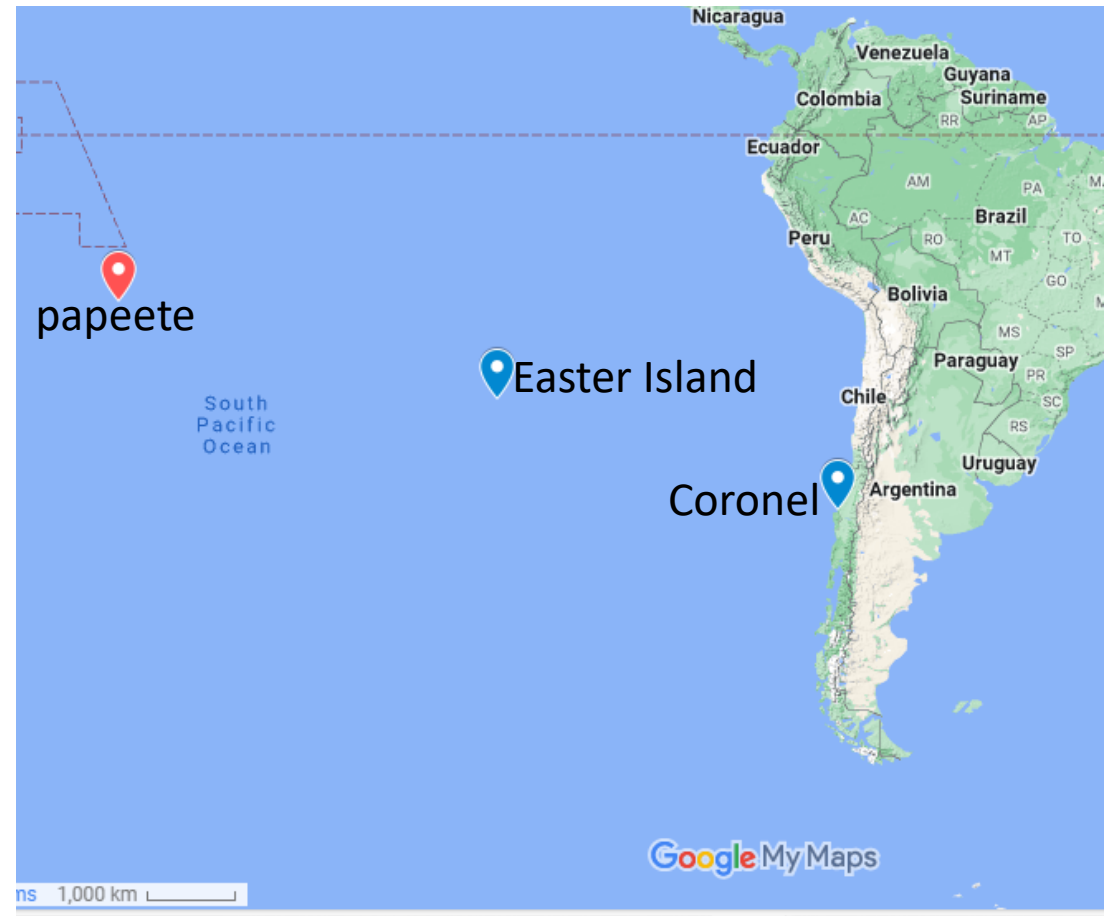 Nicaragua
Venezuela
Guyana
Suriname
Colombia
RR
AP
Ecuador
AM
PA
AC
Brazil
Peru
RO
TO
MT
GO
Bolivia
papeete
MS
SP
Paraguay
PR
Easter Island
Chile
SC
South
Pacific
Ocean
RS
Uruguay
Coronel
Argentina
Google My Maps
1,000 km